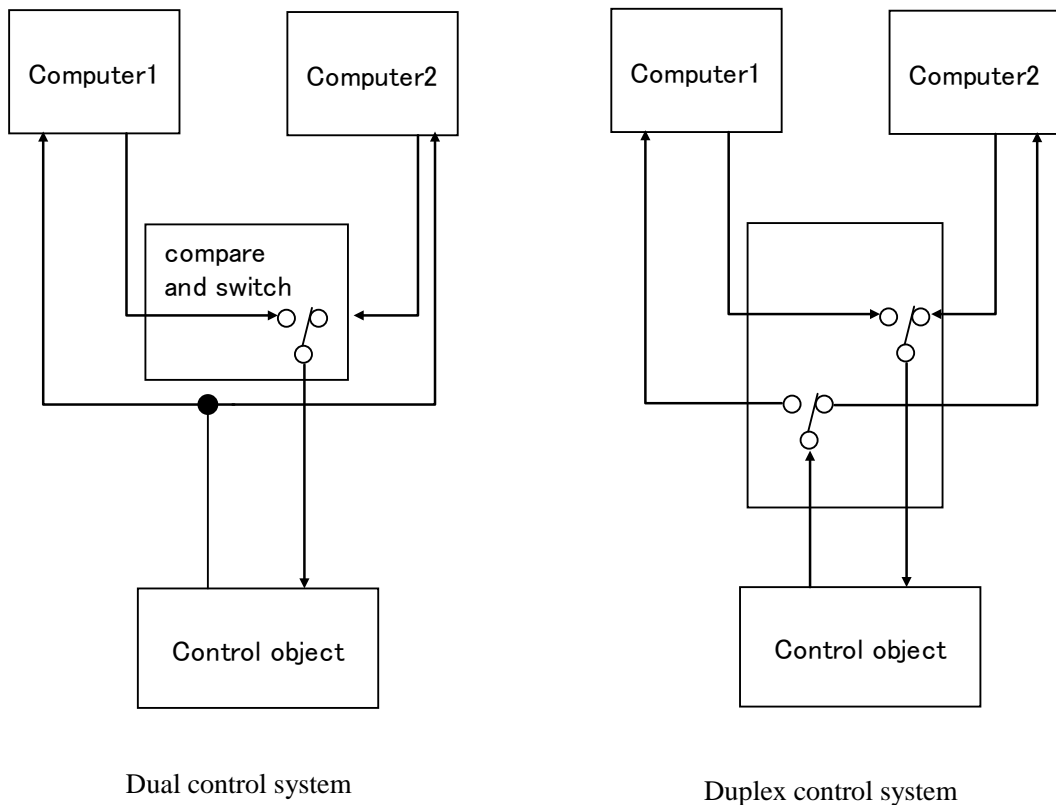 Computer1
Computer2
compare
and switch
Control object
Dual control system
Computer1
Computer2
Control object
Duplex control system